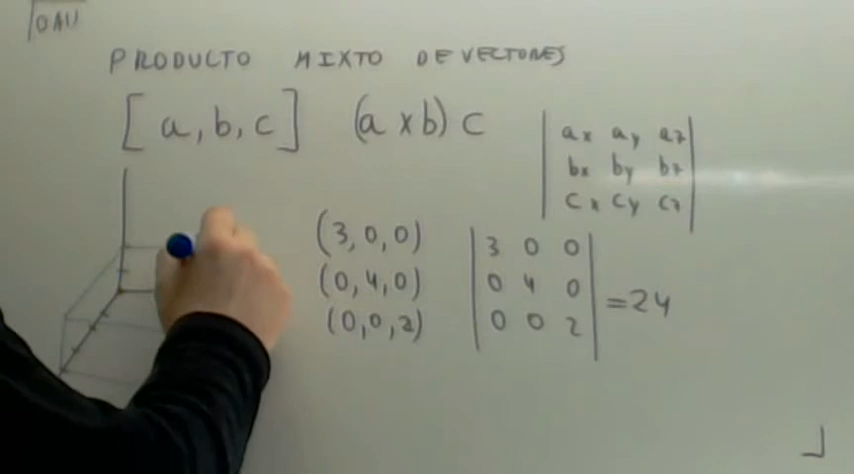 PRODUCTO MIXTO DE VECTORES
[a, b, c] (a x b) c
ax ay az
bx by bz
cx cy cz
(3, 0, 0)
(0, 4, 0)
(0, 0, 2)
3 0 0
0 4 0
0 0 2
= 24